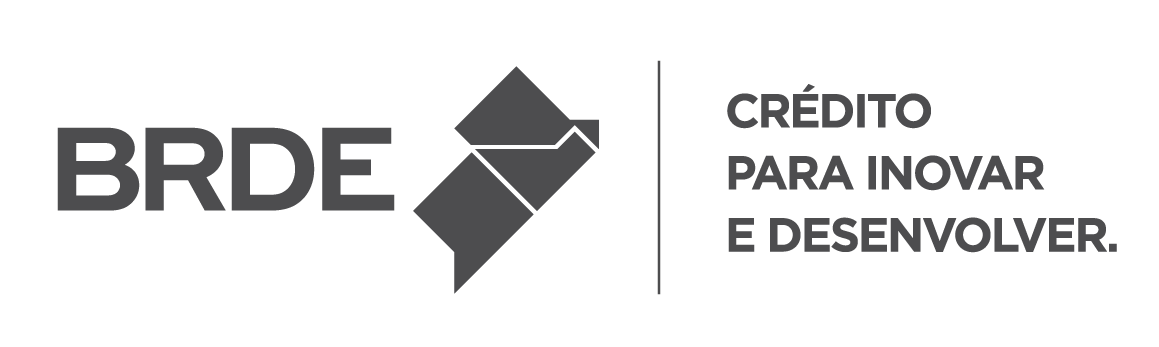 BRDE
CRÉDITO
PARA INOVAR
E DESENVOLVER.